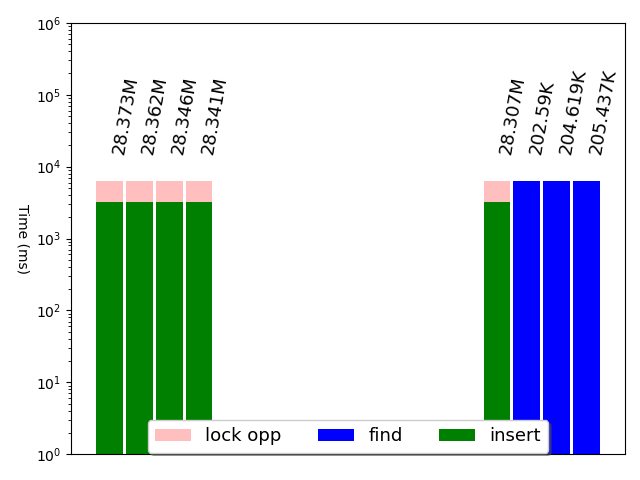 10^6
10^5
10^4
10^3
10^2
10^1
10^0
Time (ms)
28.373M
28.362M
28.346M
28.341M
28.307M
202.59K
204.619K
205.437K
lock opp
find
insert